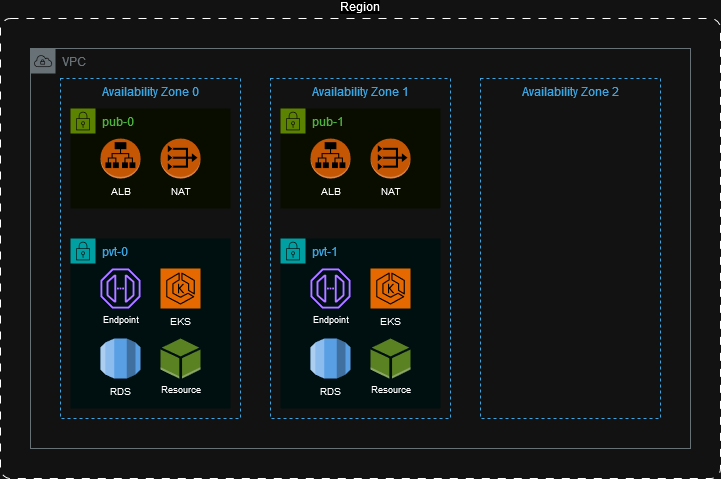 Region
VPC
Availability Zone 0
Availability Zone 1
Availability Zone 2
pub-0
pub-1
ALB
NAT
ALB
NAT
pvt-0
pvt-1
Endpoint
EKS
Endpoint
EKS
RDS
Resource
RDS
Resource